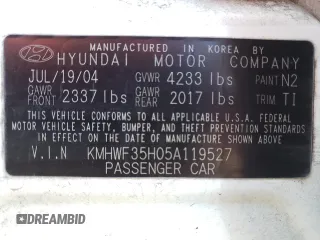 MANUFACTURED IN KOREA BY
HYUNDAI MOTOR COMPANY
JUL/19/04 GVWR 4233 lbs PAINT N2
GAWR FRONT 2337 lbs GAWR REAR 2017 lbs TRIM TI
THIS VEHICLE CONFORMS TO ALL APPLICABLE U.S.A. FEDERAL
MOTOR VEHICLE SAFETY, BUMPER, AND THEFT PREVENTION
STANDARDS IN EFFECT ON THE DATE OF MANUFACTURE SHOWN ABOVE.
V.I.N KMHWF35H05A119527
PASSENGER CAR
DREAMBID